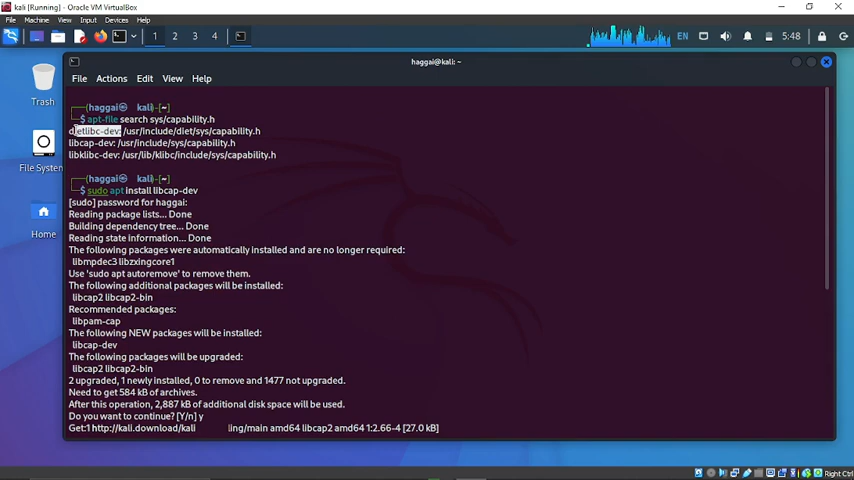 kali [Running] - Oracle VM VirtualBox
File Machine View Input Devices Help
1 2 3 4 EN 5:48
haggai@kali: ~
File Actions Edit View Help
Trash
File System
Home
(haggai㉿ kali)-[~]
$ apt-file search sys/capability.h
dietlibc-dev: /usr/include/diet/sys/capability.h
libcap-dev: /usr/include/sys/capability.h
libklibc-dev: /usr/lib/klibc/include/sys/capability.h
(haggai㉿ kali)-[~]
$ sudo apt install libcap-dev
[sudo] password for haggai:
Reading package lists... Done
Building dependency tree... Done
Reading state information... Done
The following packages were automatically installed and are no longer required:
libmpdec3 libzxingcore1
Use 'sudo apt autoremove' to remove them.
The following additional packages will be installed:
libcap2 libcap2-bin
Recommended packages:
libpam-cap
The following NEW packages will be installed:
libcap-dev
The following packages will be upgraded:
libcap2 libcap2-bin
2 upgraded, 1 newly installed, 0 to remove and 1477 not upgraded.
Need to get 584 kB of archives.
After this operation, 2,887 kB of additional disk space will be used.
Do you want to continue? [Y/n] y
Get:1 http://kali.download/kali ling/main amd64 libcap2 amd64 1:2.66-4 [27.0 kB]
Right Ctrl